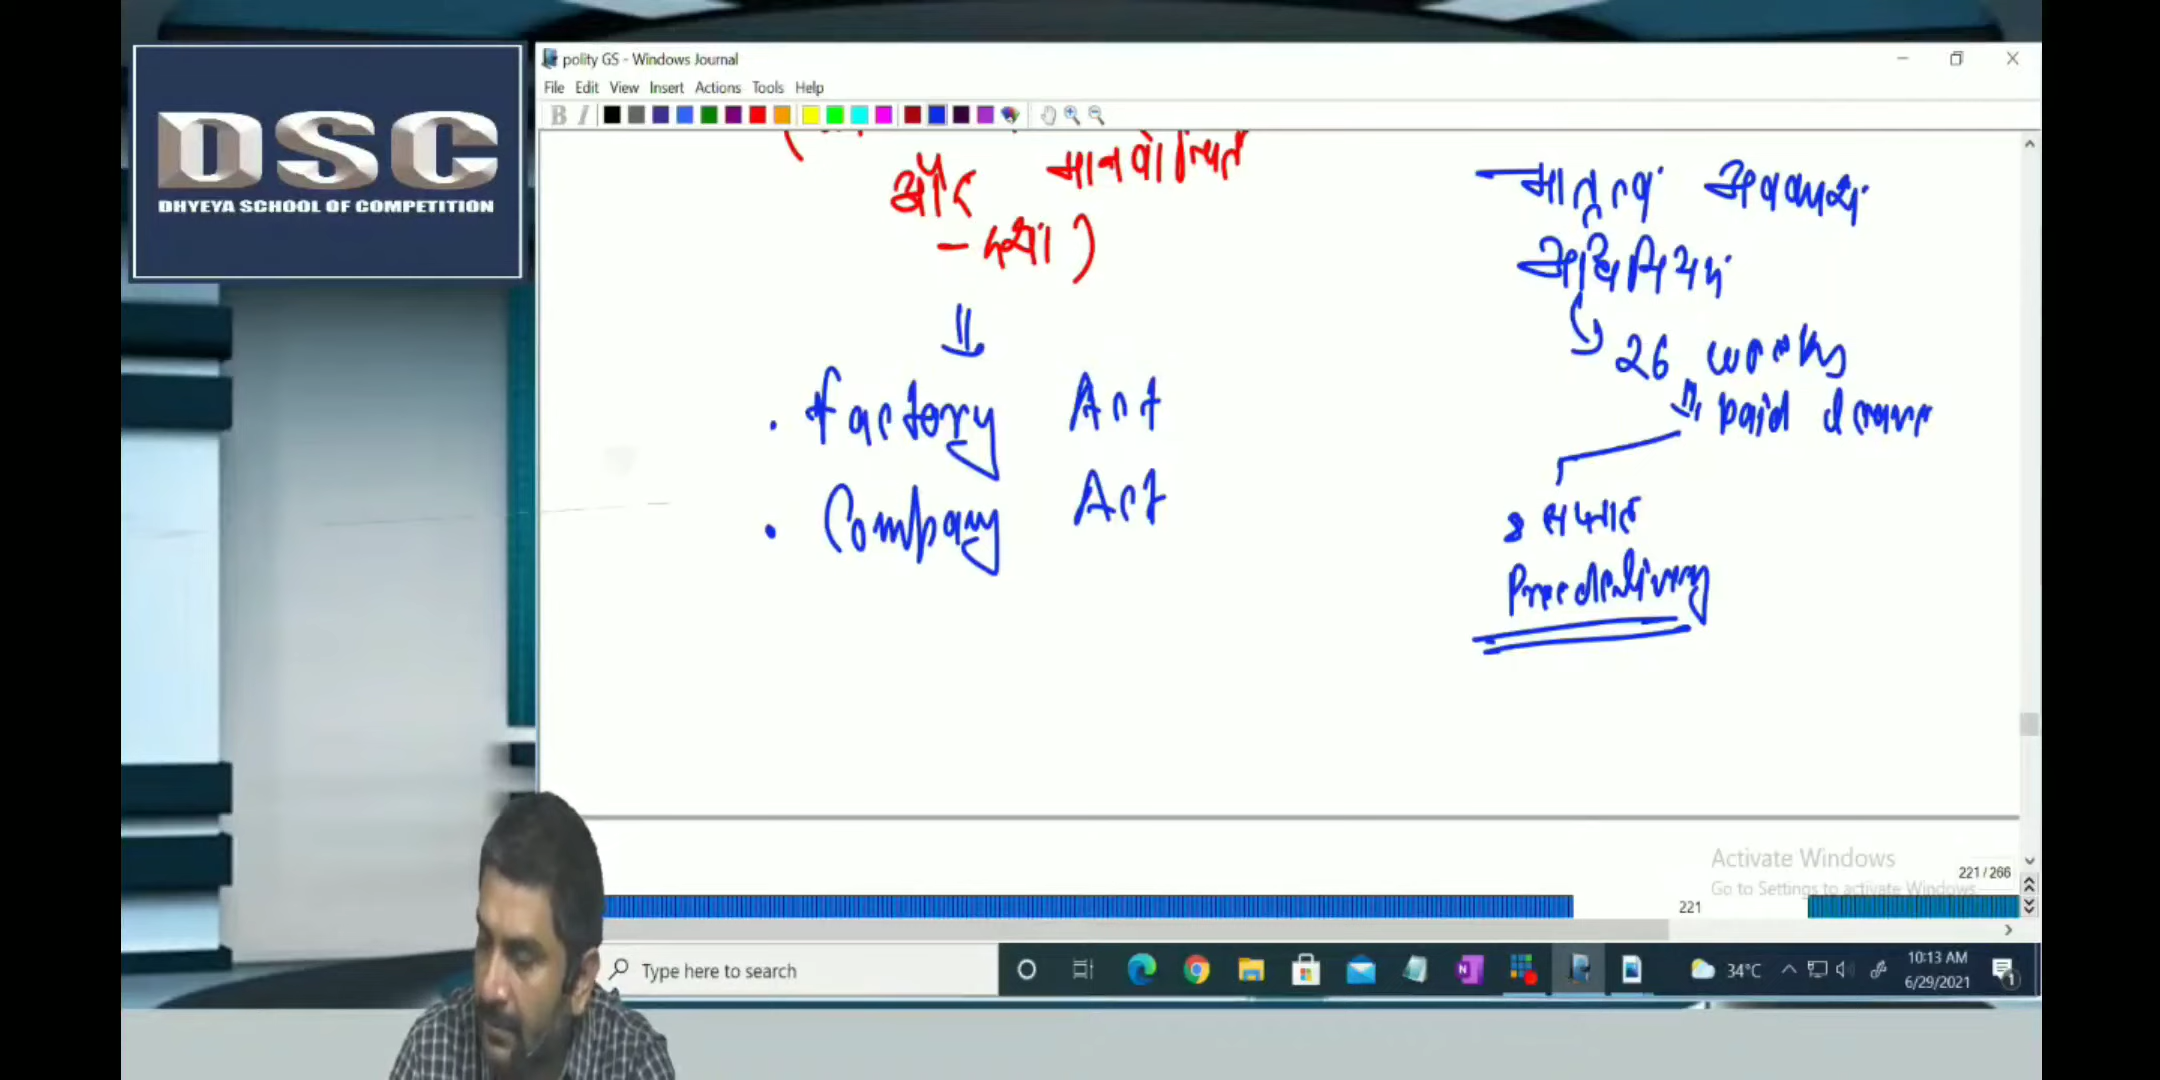 DSC
DHYEYA SCHOOL OF COMPETITION
polity GS - Windows Journal
File Edit View Insert Actions Tools Help
और मानवोचित
दशा)
• Factory Act
• Company Act
मातृत्व अवकाश
अधिनियम
26 weeks
paid leave
8 सप्ताह
Preedelivery
Activate Windows
Go to Settings to activate Windows.
221 / 266
221
Type here to search
34°C
10:13 AM
6/29/2021
1